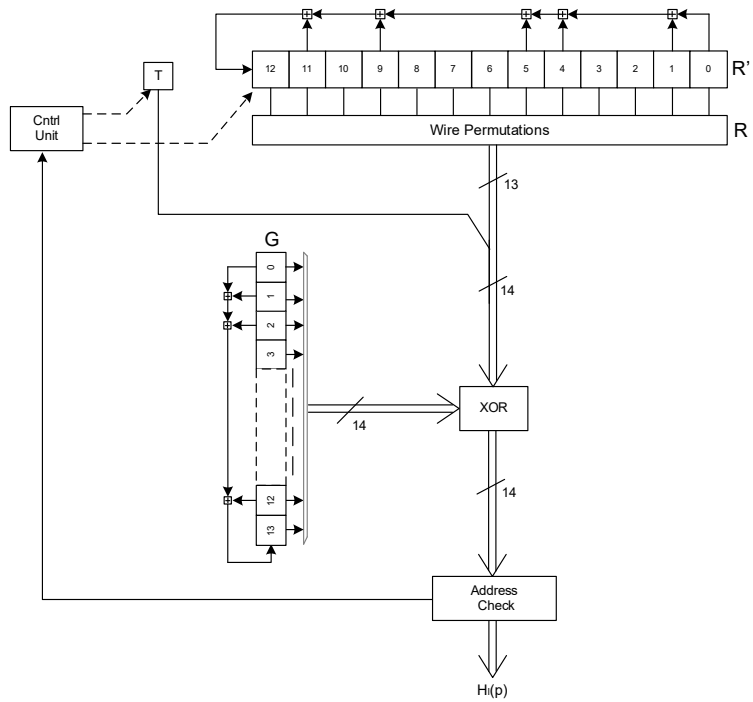 T
12 11 10 9 8 7 6 5 4 3 2 1 0
R'
Cntrl
Unit
Wire Permutations
R
13
G
0
1
2
3
12
13
14
14
XOR
14
Address
Check
Hₗ(p)